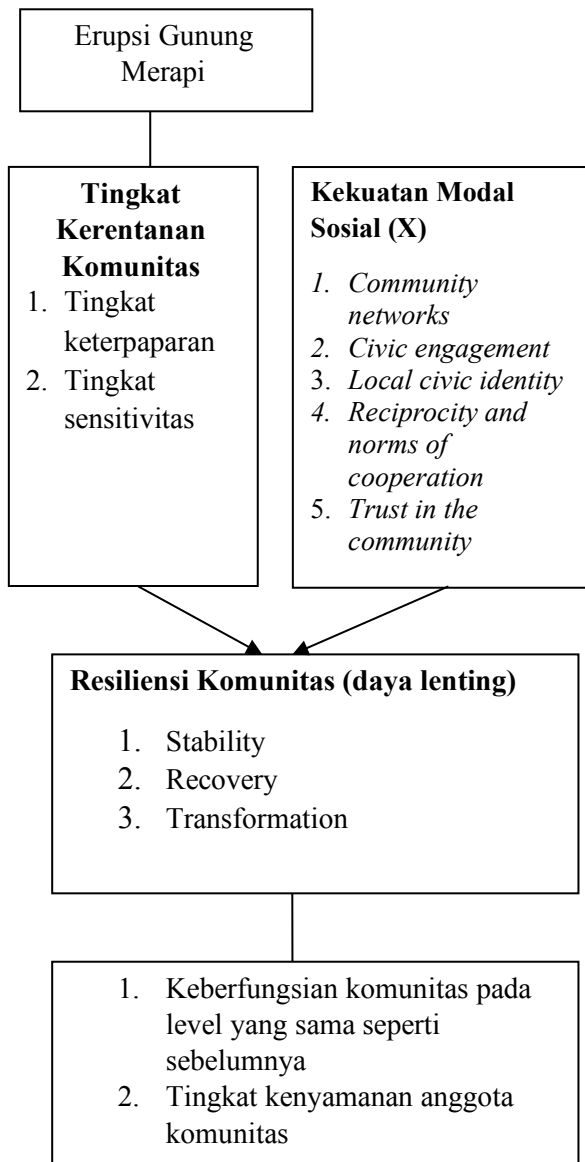 Erupsi Gunung
Merapi
Tingkat
Kerentanan
Komunitas
1. Tingkat
keterpaparan
2. Tingkat
sensitivitas
Kekuatan Modal
Sosial (X)
1. Community
networks
2. Civic engagement
3. Local civic identity
4. Reciprocity and
norms of
cooperation
5. Trust in the
community
Resiliensi Komunitas (daya lenting)
1. Stability
2. Recovery
3. Transformation
1. Keberfungsian komunitas pada
level yang sama seperti
sebelumnya
2. Tingkat kenyamanan anggota
komunitas